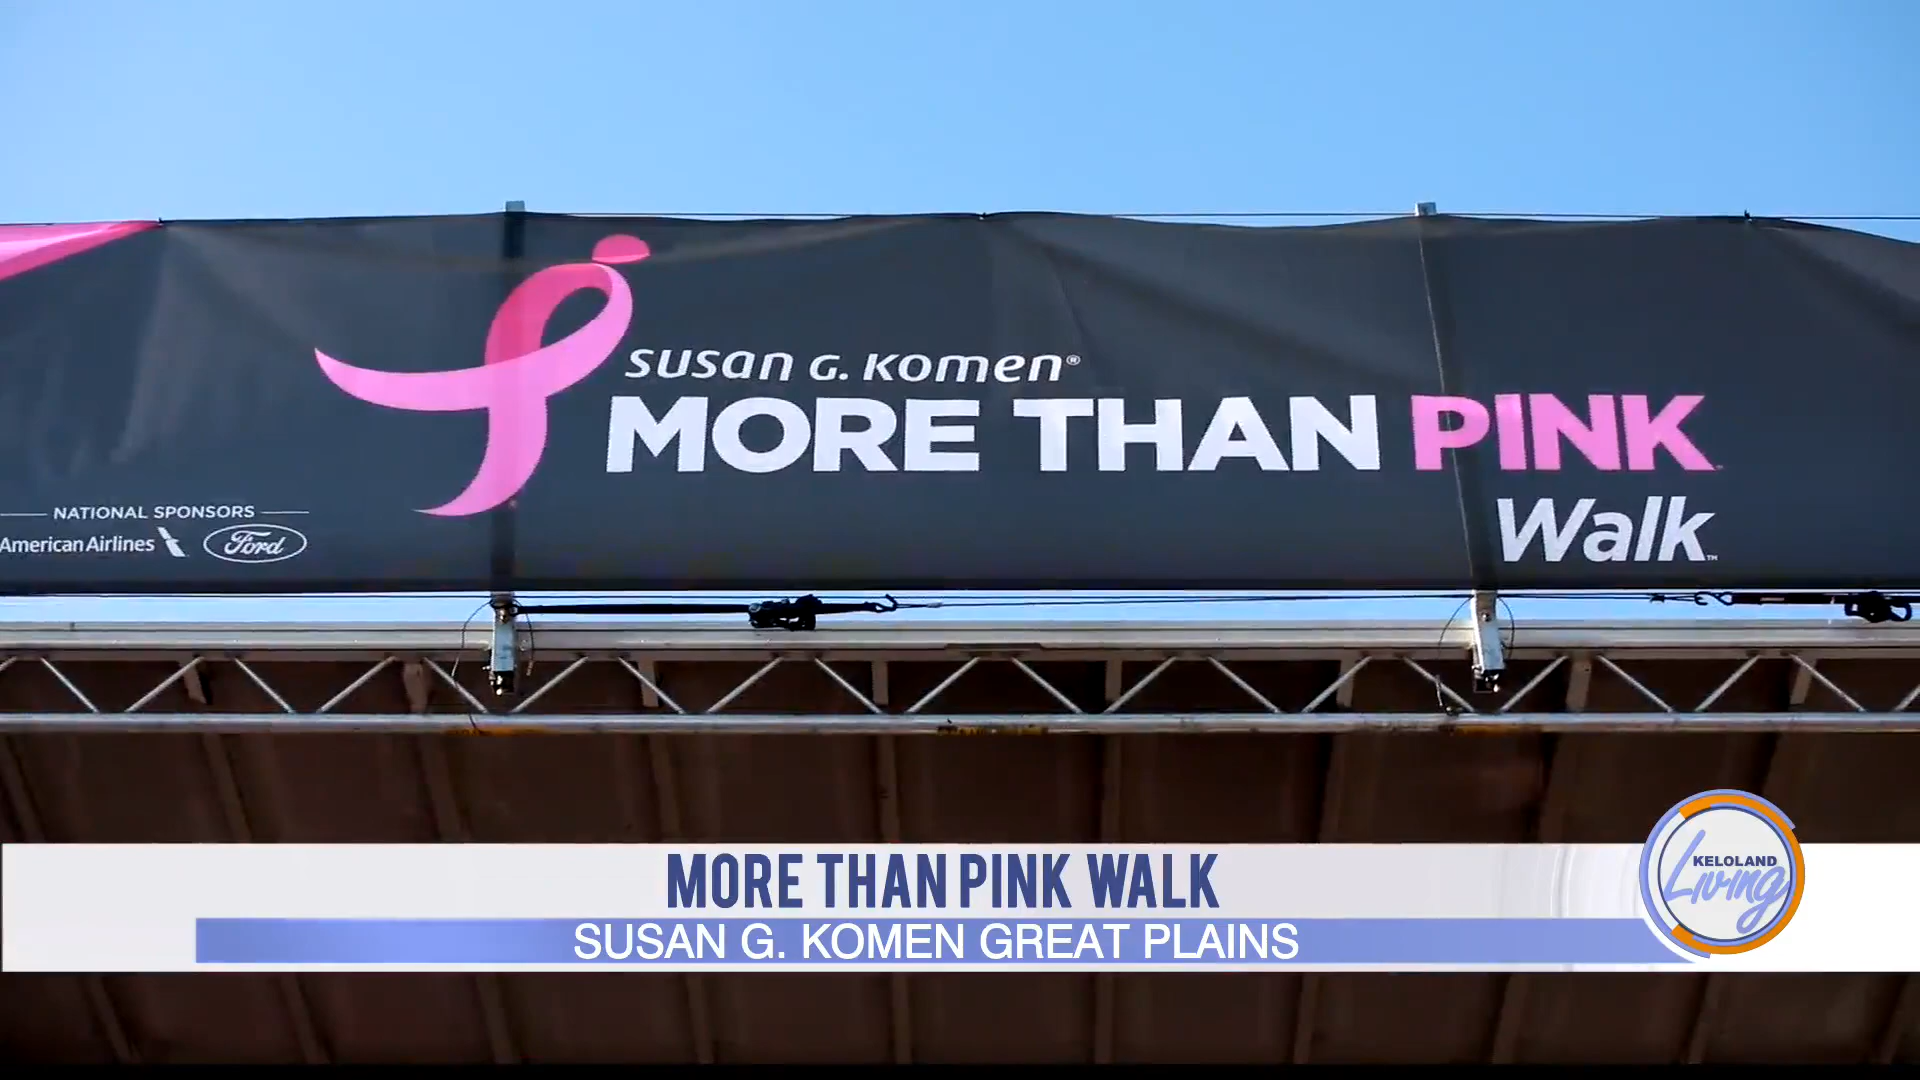 susan g. komen®
MORE THAN PINK™
Walk™
NATIONAL SPONSORS
American Airlines
Ford
MORE THAN PINK WALK
SUSAN G. KOMEN GREAT PLAINS
KELOLAND
Living